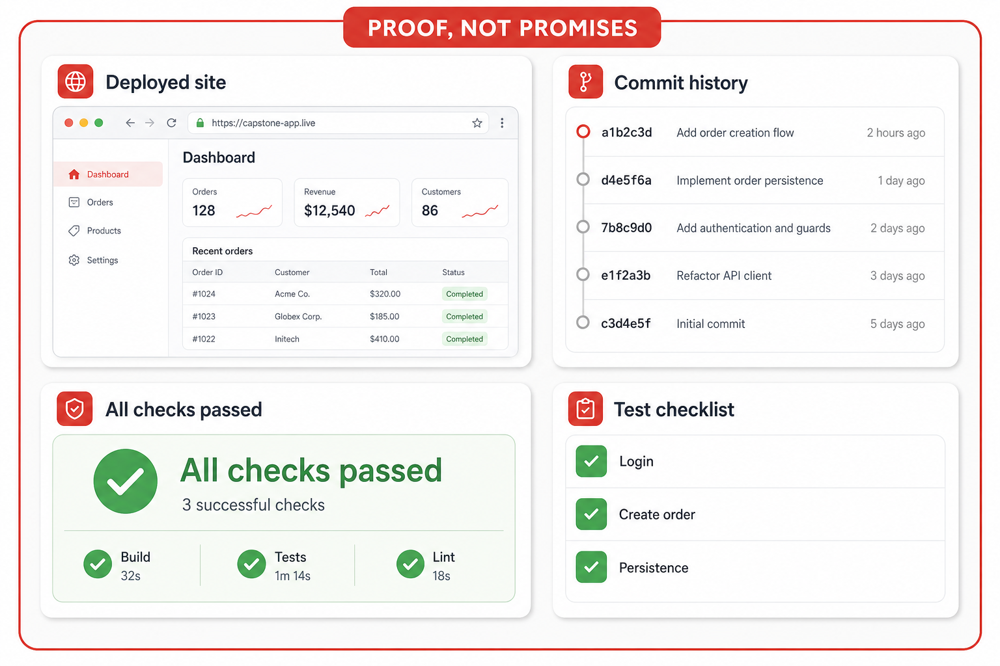 PROOF, NOT PROMISES
Deployed site
https://capstone-app.live
Dashboard
Orders
Products
Settings
Dashboard
Orders
128
Revenue
$12,540
Customers
86
Recent orders
Order ID Customer Total Status
#1024 Acme Co. $320.00 Completed
#1023 Globex Corp. $185.00 Completed
#1022 Initech $410.00 Completed
Commit history
a1b2c3d Add order creation flow 2 hours ago
d4e5f6a Implement order persistence 1 day ago
7b8c9d0 Add authentication and guards 2 days ago
e1f2a3b Refactor API client 3 days ago
c3d4e5f Initial commit 5 days ago
All checks passed
All checks passed
3 successful checks
Build
32s
Tests
1m 14s
Lint
18s
Test checklist
Login
Create order
Persistence